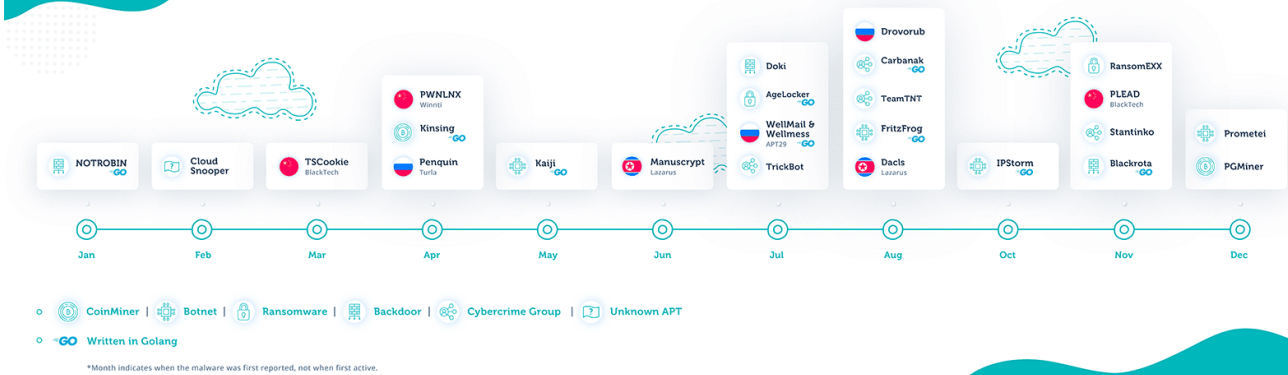 NOTROBIN
GO
Cloud
Snooper
TSCookie
BlackTech
PWNLNX
Winnti
Kinsing
GO
Penquin
Turla
Kaiji
GO
Manuscrypt
Lazarus
Doki
AgeLocker
GO
WellMail &
Wellmess
APT29 GO
TrickBot
Drovorub
Carbanak
GO
TeamTNT
FritzFrog
GO
Dacls
Lazarus
IPStorm
GO
RansomEXX
PLEAD
BlackTech
Stantinko
Blackrota
GO
Prometei
PGMiner
Jan Feb Mar Apr May Jun Jul Aug Oct Nov Dec
CoinMiner | Botnet | Ransomware | Backdoor | Cybercrime Group | Unknown APT
GO Written in Golang
*Month indicates when the malware were first reported, not when first active.